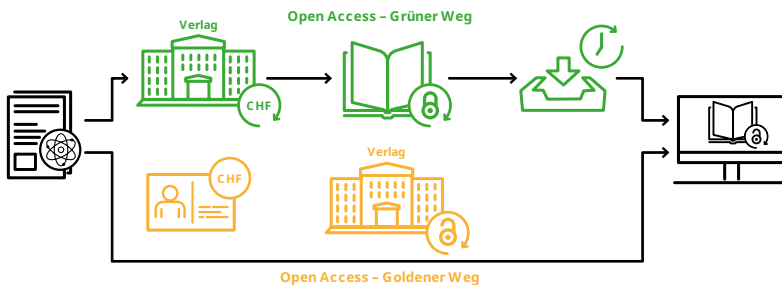 Open Access – Grüner Weg
Verlag
CHF
CHF
Verlag
Open Access – Goldener Weg